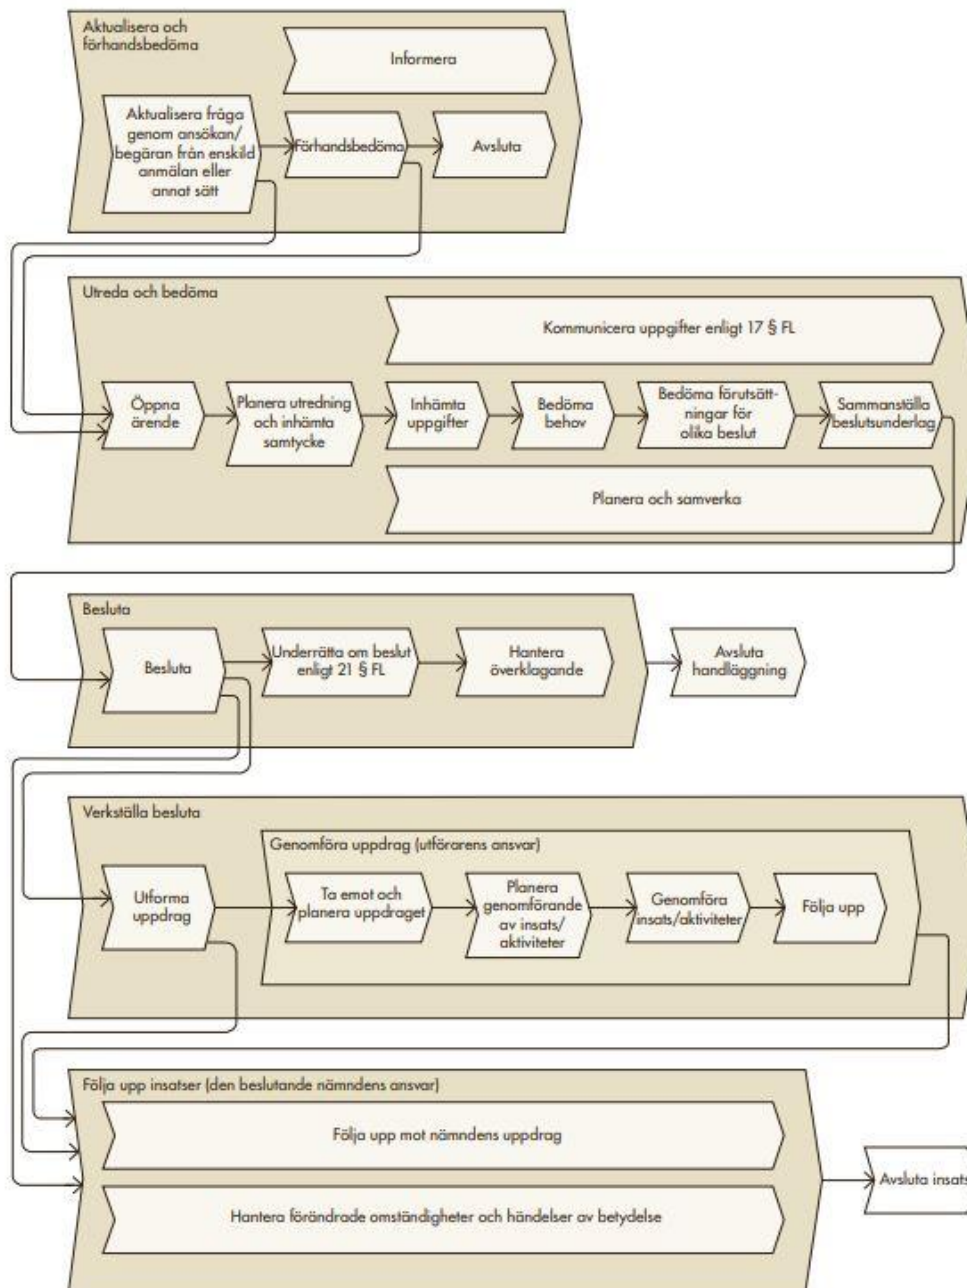 Aktualisera och
förhandsbedöma
Informera
Aktualisera fråga
genom ansökan/
begäran från enskild
anmälan eller
annat sätt
Förhandsbedöma
Avsluta
Utreda och bedöma
Kommunicera uppgifter enligt 17 § FL
Öppna
ärende
Planera utredning
och inhämta
samtycke
Inhämta
uppgifter
Bedöma
behov
Bedöma förutsätt-
ningar för
olika beslut
Sammanställa
beslutsunderlag
Planera och samverka
Besluta
Besluta
Underrätta om beslut
enligt 21 § FL
Hantera
överklagande
Avsluta
handläggning
Verkställa besluta
Genomföra uppdrag (utförarens ansvar)
Utforma
uppdrag
Ta emot och
planera uppdraget
Planera
genomförande
av insats/
aktiviteter
Genomföra
insats/aktiviteter
Följa upp
Följa upp insatser (den beslutande nämndens ansvar)
Följa upp mot nämndens uppdrag
Avsluta insats
Hantera förändrade omständigheter och händelser av betydelse